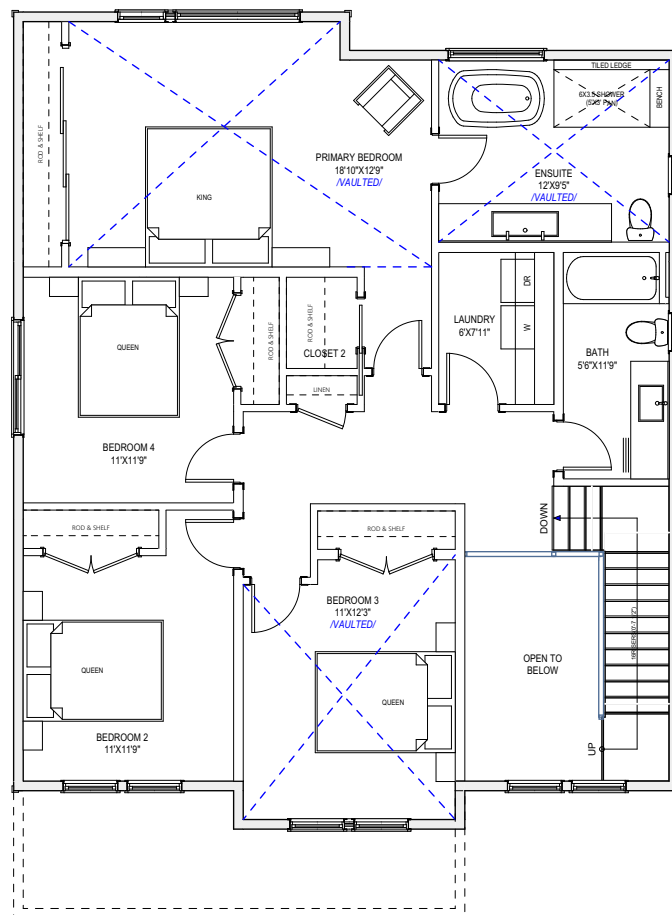 TILED LEDGE
6X3.5 SHOWER
(5'X3' PAN)
BENCH
ROD & SHELF
PRIMARY BEDROOM
18'10"X12'9"
/VAULTED/
KING
ENSUITE
12'X9'5"
/VAULTED/
DR
W
LAUNDRY
6'X7'11"
ROD & SHELF
ROD & SHELF
CLOSET 2
LINEN
BATH
5'6"X11'9"
QUEEN
BEDROOM 4
11'X11'9"
ROD & SHELF
ROD & SHELF
DOWN
BEDROOM 3
11'X12'3"
/VAULTED/
QUEEN
OPEN TO
BELOW
UP
QUEEN
BEDROOM 2
11'X11'9"